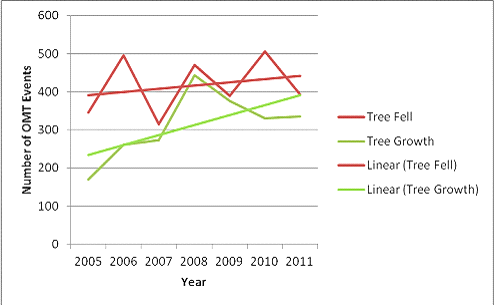 600
500
400
300
200
100
0
Number of OMT Events
2005 2006 2007 2008 2009 2010 2011
Year
Tree Fell
Tree Growth
Linear (Tree Fell)
Linear (Tree Growth)